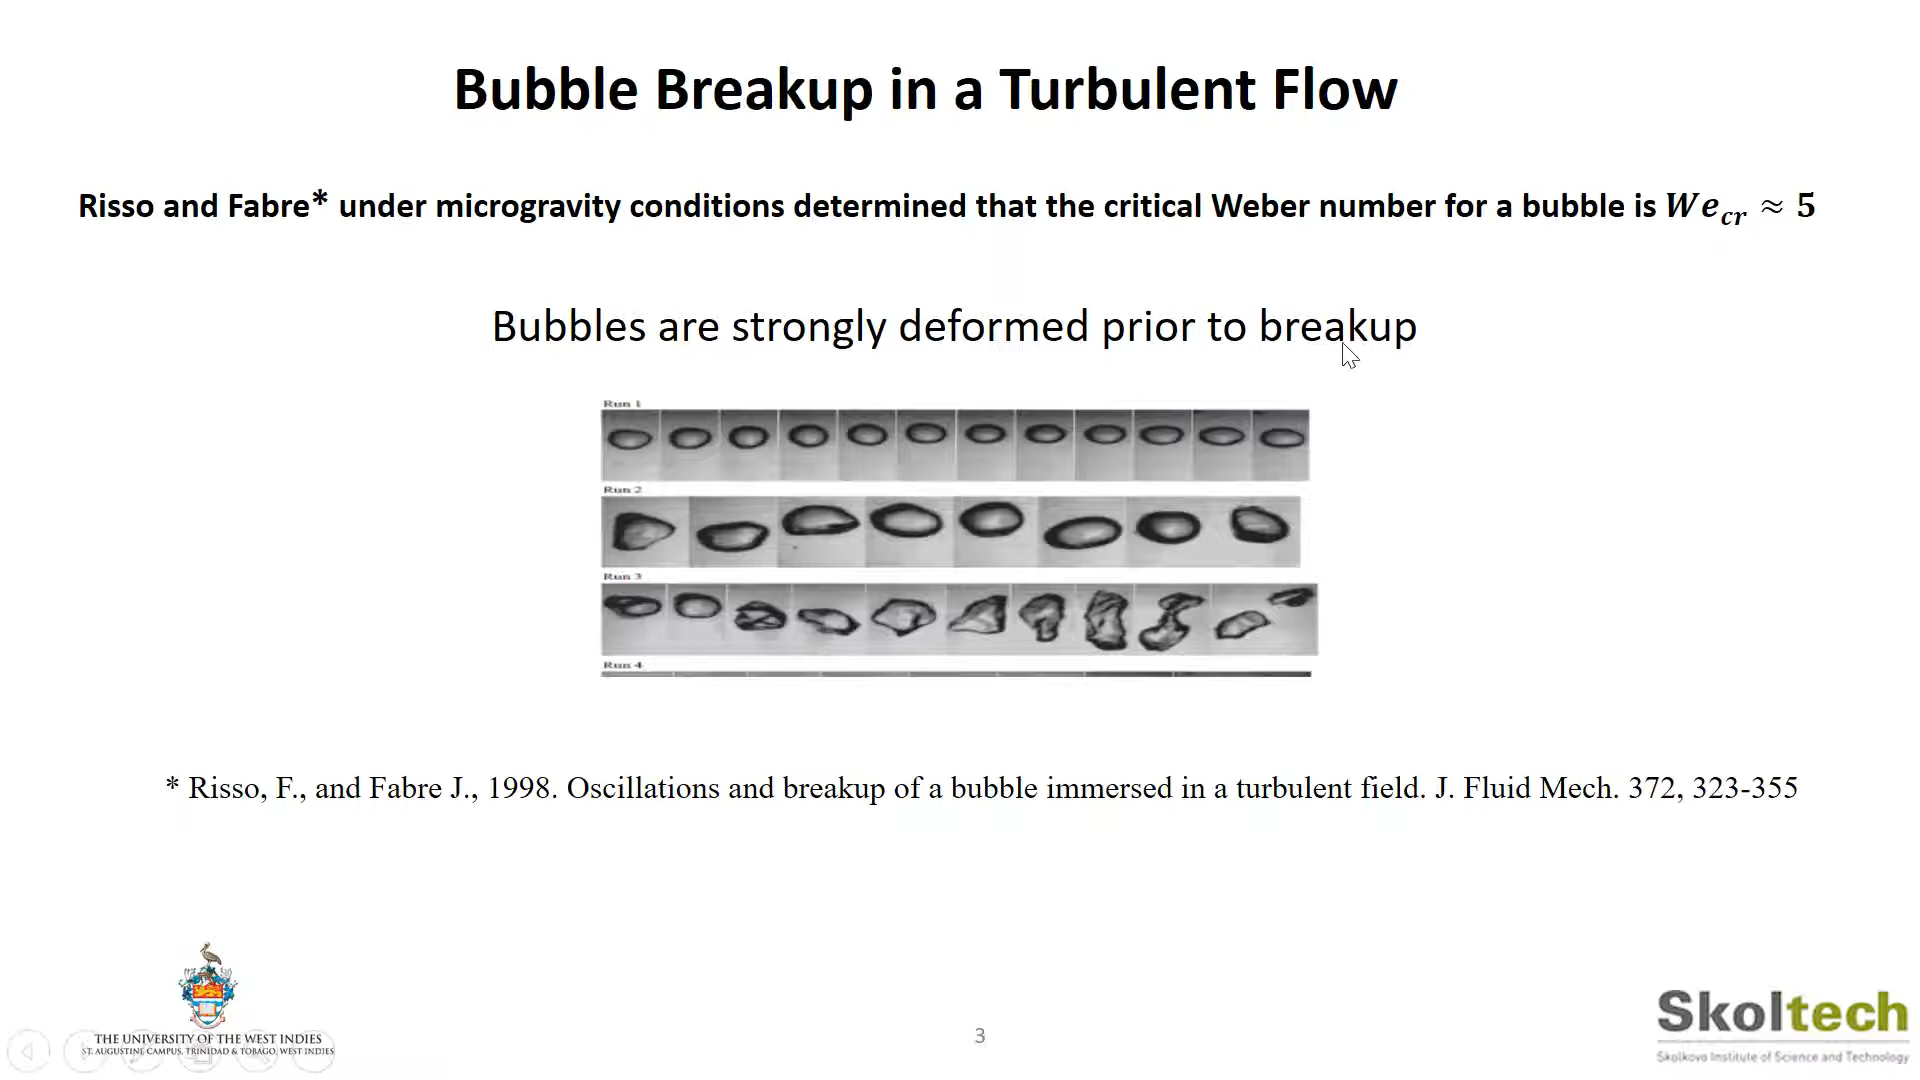 Bubble Breakup in a Turbulent Flow
Risso and Fabre* under microgravity conditions determined that the critical Weber number for a bubble is We_cr ≈ 5
Bubbles are strongly deformed prior to breakup
Run 1
Run 2
Run 3
Run 4
* Risso, F., and Fabre J., 1998. Oscillations and breakup of a bubble immersed in a turbulent field. J. Fluid Mech. 372, 323-355
THE UNIVERSITY OF THE WEST INDIES
ST. AUGUSTINE CAMPUS, TRINIDAD & TOBAGO, WEST INDIES
3
Skoltech
Skolkovo Institute of Science and Technology